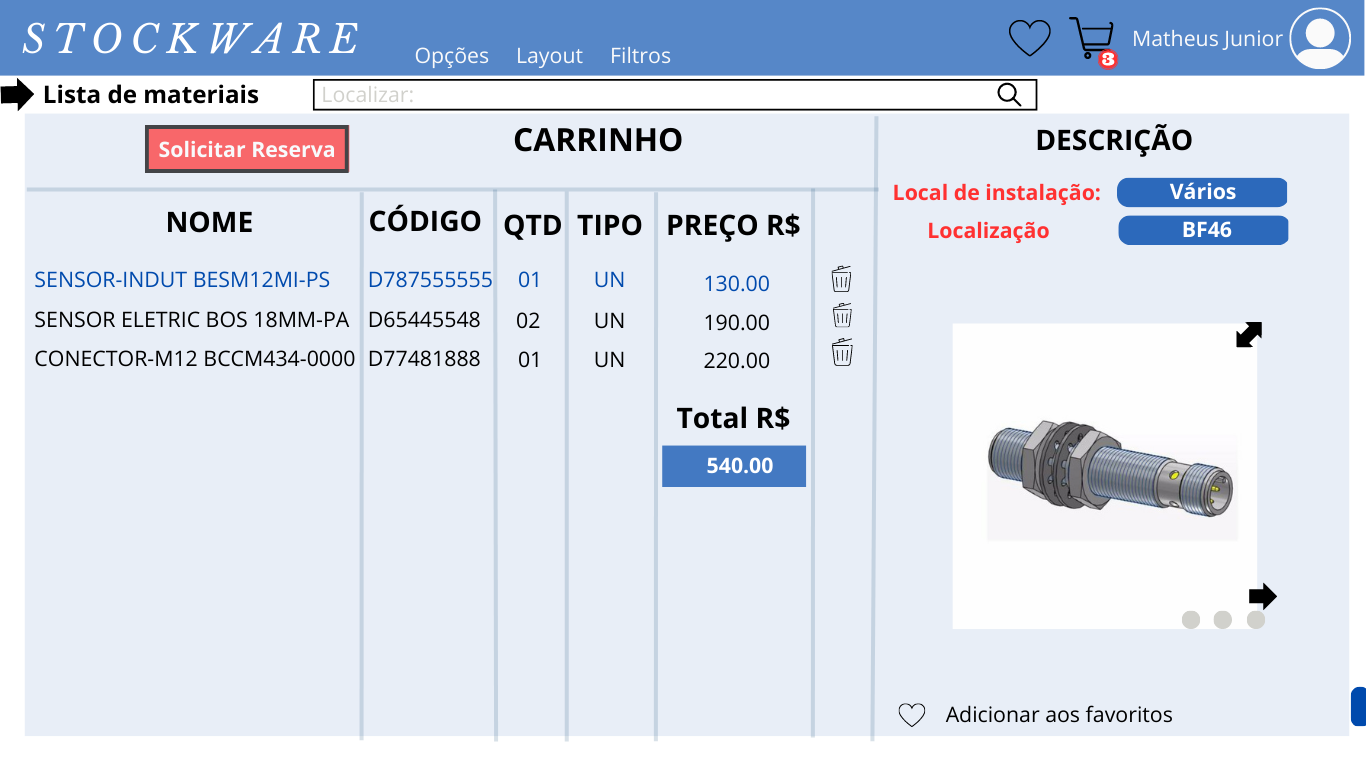 STOCKWARE
Opções Layout Filtros
3
Matheus Junior
Lista de materiais
Localizar:
Solicitar Reserva
CARRINHO
NOME CÓDIGO QTD TIPO PREÇO R$
SENSOR-INDUT BESM12MI-PS D787555555 01 UN 130.00
SENSOR ELETRIC BOS 18MM-PA D65445548 02 UN 190.00
CONECTOR-M12 BCCM434-0000 D77481888 01 UN 220.00
Total R$
540.00
DESCRIÇÃO
Local de instalação: Vários
Localização BF46
Adicionar aos favoritos